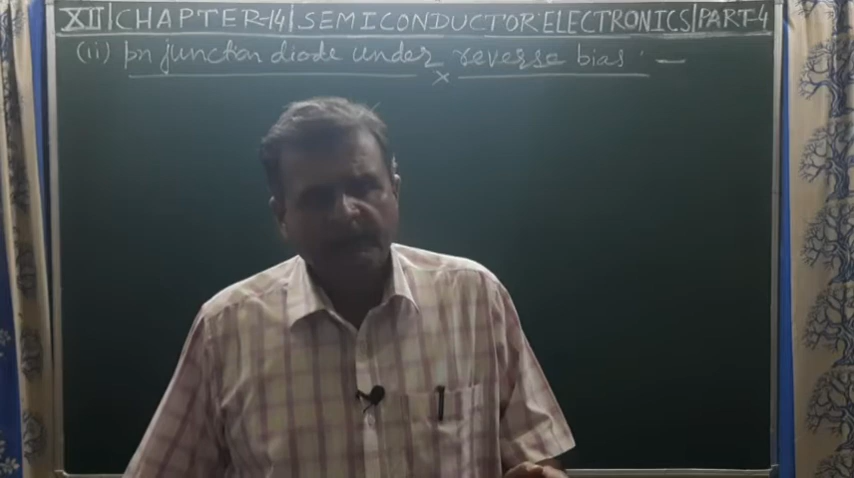 XII|CHAPTER-14|SEMICONDUCTOR ELECTRONICS|PART-4
(ii) pn junction diode under reverse bias :—